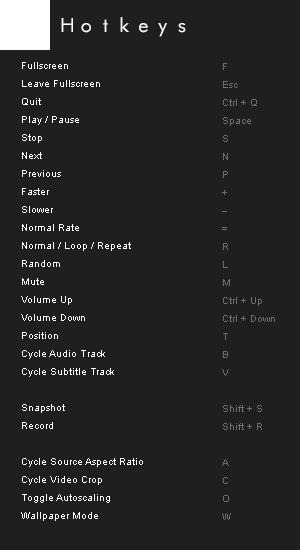 Hotkeys
Fullscreen F
Leave Fullscreen Esc
Quit Ctrl + Q
Play / Pause Space
Stop S
Next N
Previous P
Faster +
Slower –
Normal Rate =
Normal / Loop / Repeat R
Random L
Mute M
Volume Up Ctrl + Up
Volume Down Ctrl + Down
Position T
Cycle Audio Track B
Cycle Subtitle Track V
Snapshot Shift + S
Record Shift + R
Cycle Source Aspect Ratio A
Cycle Video Crop C
Toggle Autoscaling O
Wallpaper Mode W